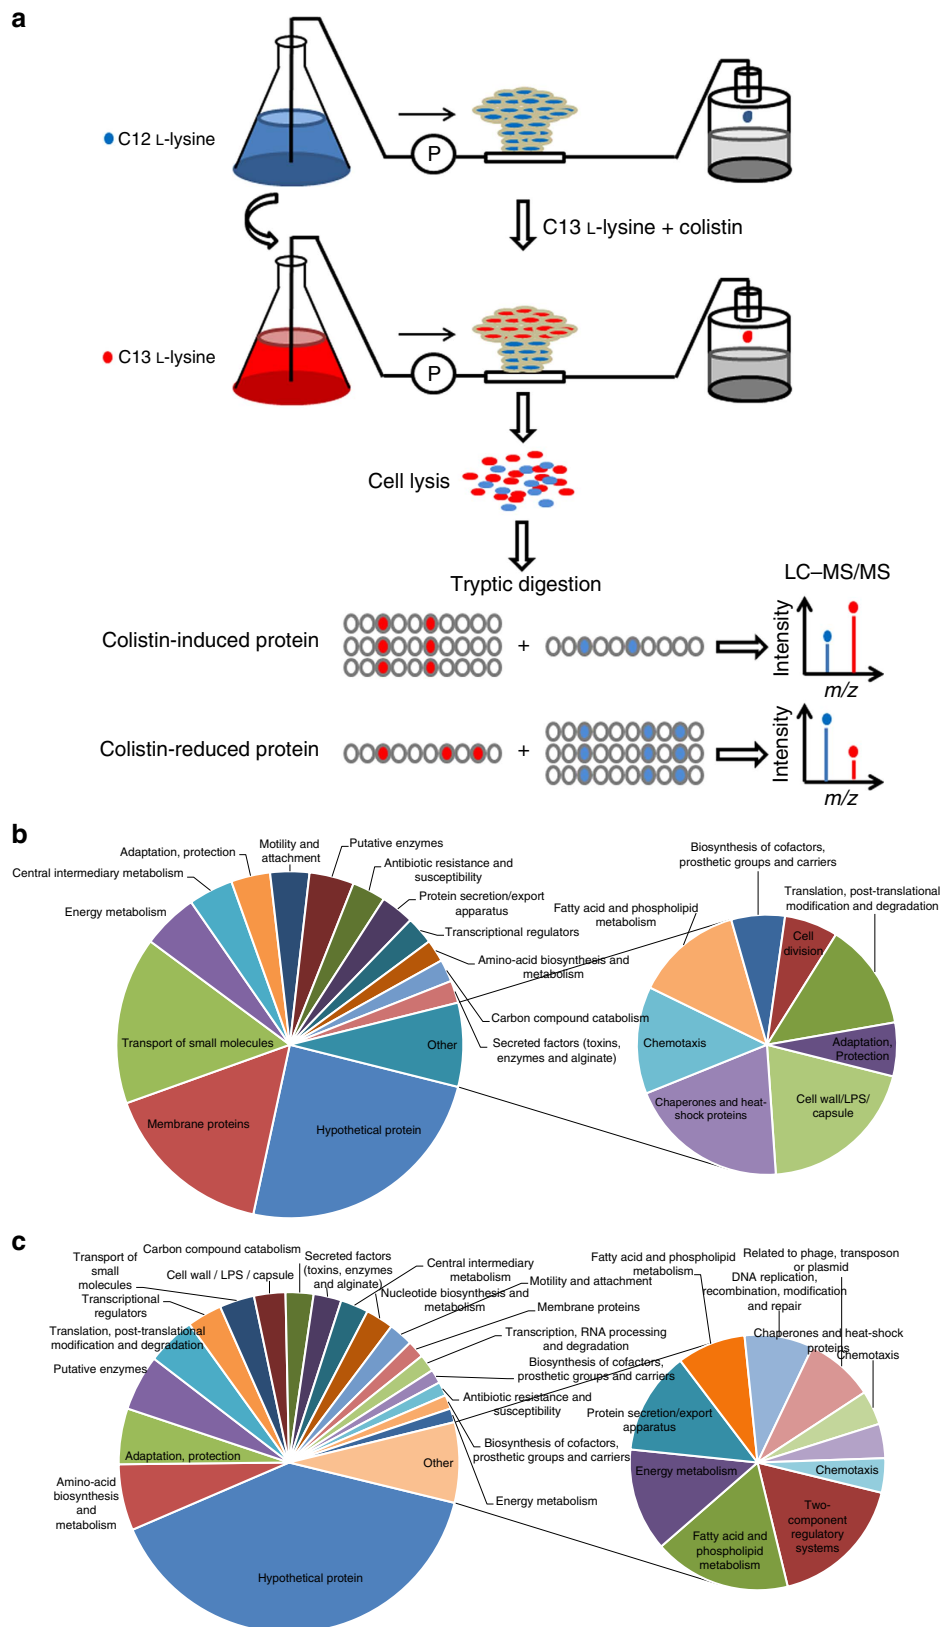 a
C12 L-lysine
P
C13 L-lysine + colistin
C13 L-lysine
P
Cell lysis
Tryptic digestion
LC–MS/MS
Colistin-induced protein
+
Intensity
m/z
Colistin-reduced protein
+
Intensity
m/z
b
Motility and
attachment
Putative enzymes
Adaptation, protection
Antibiotic resistance and
susceptibility
Central intermediary metabolism
Protein secretion/export
apparatus
Energy metabolism
Transcriptional regulators
Amino-acid biosynthesis and
metabolism
Carbon compound catabolism
Secreted factors (toxins,
enzymes and alginate)
Transport of small molecules
Other
Membrane proteins
Hypothetical protein
Biosynthesis of cofactors,
prosthetic groups and carriers
Translation, post-translational
modification and degradation
Fatty acid and phospholipid
metabolism
Cell
division
Chemotaxis
Adaptation,
Protection
Chaperones and heat-
shock proteins
Cell wall/LPS/
capsule
c
Transport of
small
molecules
Carbon compound catabolism
Cell wall / LPS / capsule
Secreted factors
(toxins, enzymes
and alginate)
Central intermediary
metabolism
Nucleotide biosynthesis and
metabolism
Motility and attachment
Transcriptional
regulators
Membrane proteins
Translation, post-translational
modification and degradation
Transcription, RNA processing
and degradation
Putative enzymes
Biosynthesis of cofactors,
prosthetic groups and carriers
Antibiotic resistance and
susceptibility
Adaptation, protection
Biosynthesis of cofactors,
prosthetic groups and carriers
Amino-acid
biosynthesis
and
metabolism
Other
Energy metabolism
Hypothetical protein
Fatty acid and phospholipid
metabolism
Related to phage, transposon
or plasmid
DNA replication,
recombination, modification
and repair
Chaperones and heat-shock
proteins
Chemotaxis
Protein secretion/export
apparatus
Energy metabolism
Chemotaxis
Fatty acid and
phospholipid
metabolism
Two-
component
regulatory
systems